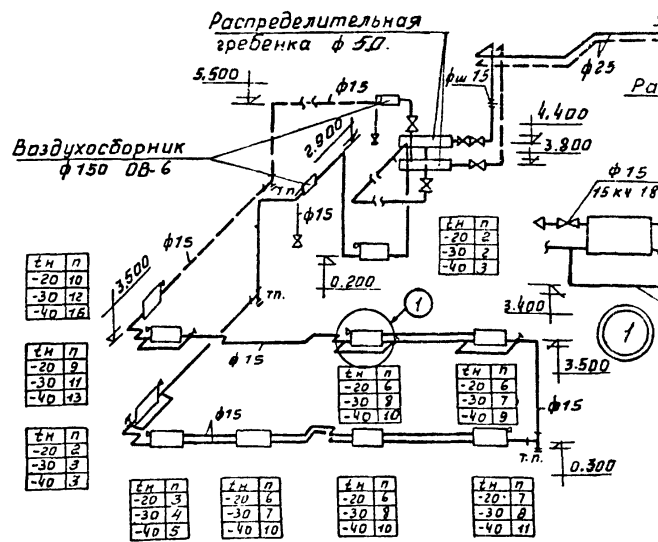 Распределительная
гребенка ф 50.
5.500
ф15
фш 15
ф25
Ра
Воздухосборник
ф150 ОВ-6
2.900
4.400
3.800
т.п.
ф15
ф15
15 кч 18
ф15
tн п
-20 2
-30 2
-40 3
tн п
-20 10
-30 12
-40 16
3.500
т.п.
0.200
3.400
1
1
tн п
-20 9
-30 11
-40 13
ф15
3.500
tн п
-20 6
-30 8
-40 10
tн п
-20 6
-30 7
-40 9
ф15
ф15
tн п
-20 2
-30 3
-40 3
т.п.
0.300
tн п
-20 3
-30 4
-40 5
tн п
-20 6
-30 7
-40 10
tн п
-20 6
-30 8
-40 10
tн п
-20 7
-30 8
-40 11